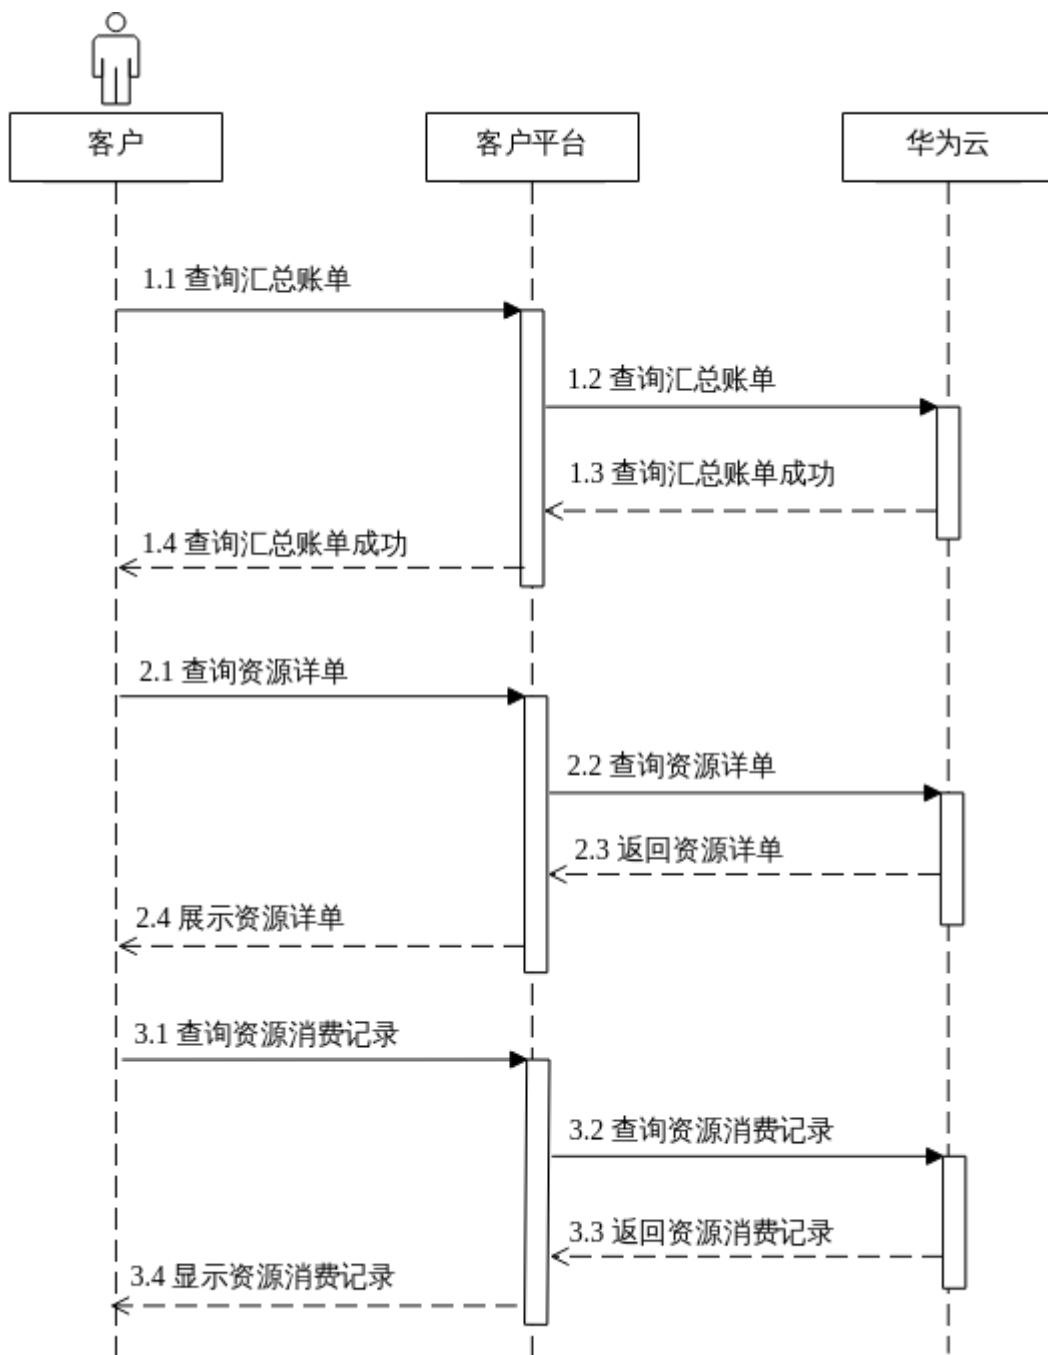 客户
客户平台
华为云
1.1 查询汇总账单
1.2 查询汇总账单
1.3 查询汇总账单成功
1.4 查询汇总账单成功
2.1 查询资源详单
2.2 查询资源详单
2.3 返回资源详单
2.4 展示资源详单
3.1 查询资源消费记录
3.2 查询资源消费记录
3.3 返回资源消费记录
3.4 显示资源消费记录